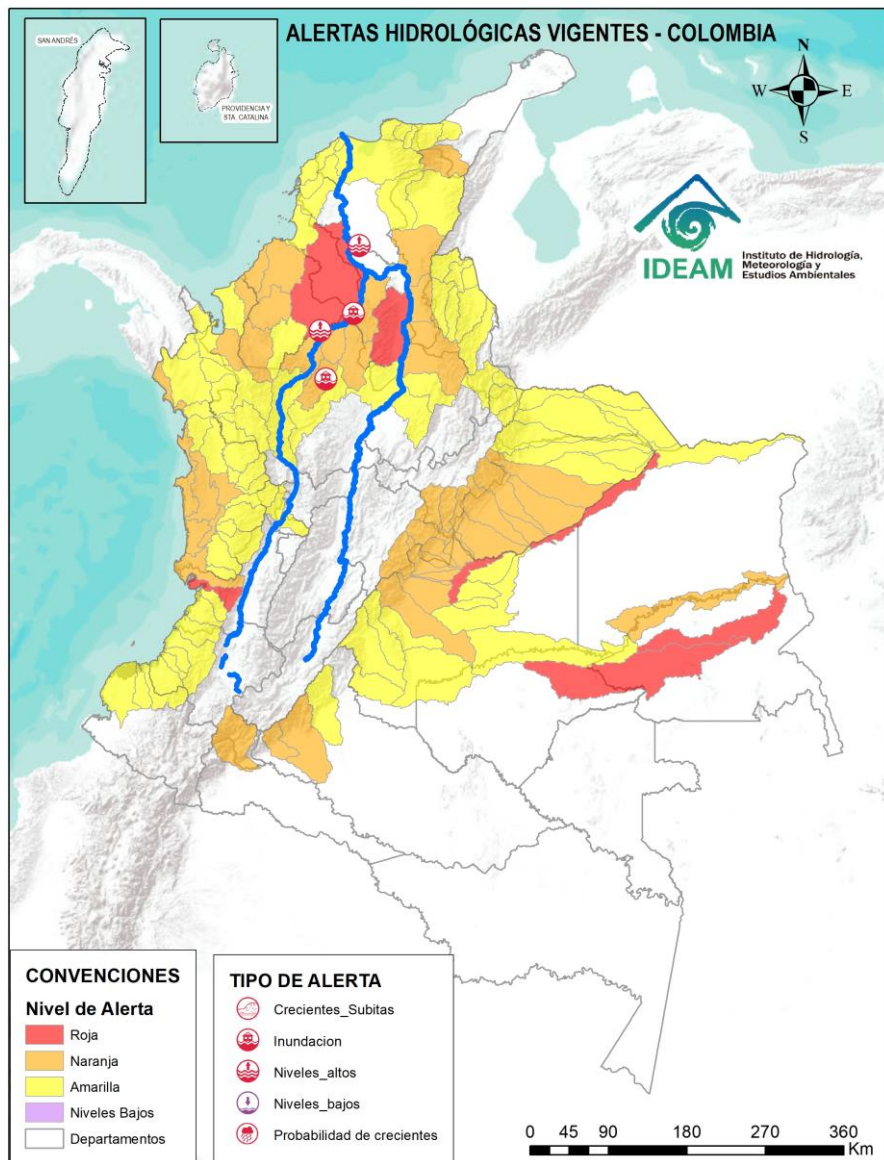 ALERTAS HIDROLÓGICAS VIGENTES - COLOMBIA
SAN ANDRÉS
PROVIDENCIA Y
STA. CATALINA
N
W
E
S
IDEAM
Instituto de Hidrología,
Meteorología y
Estudios Ambientales
CONVENCIONES
Nivel de Alerta
Roja
Naranja
Amarilla
Niveles Bajos
Departamentos
TIPO DE ALERTA
Crecientes_Subitas
Inundacion
Niveles_altos
Niveles_bajos
Probabilidad de crecientes
0 45 90 180 270 360
Km